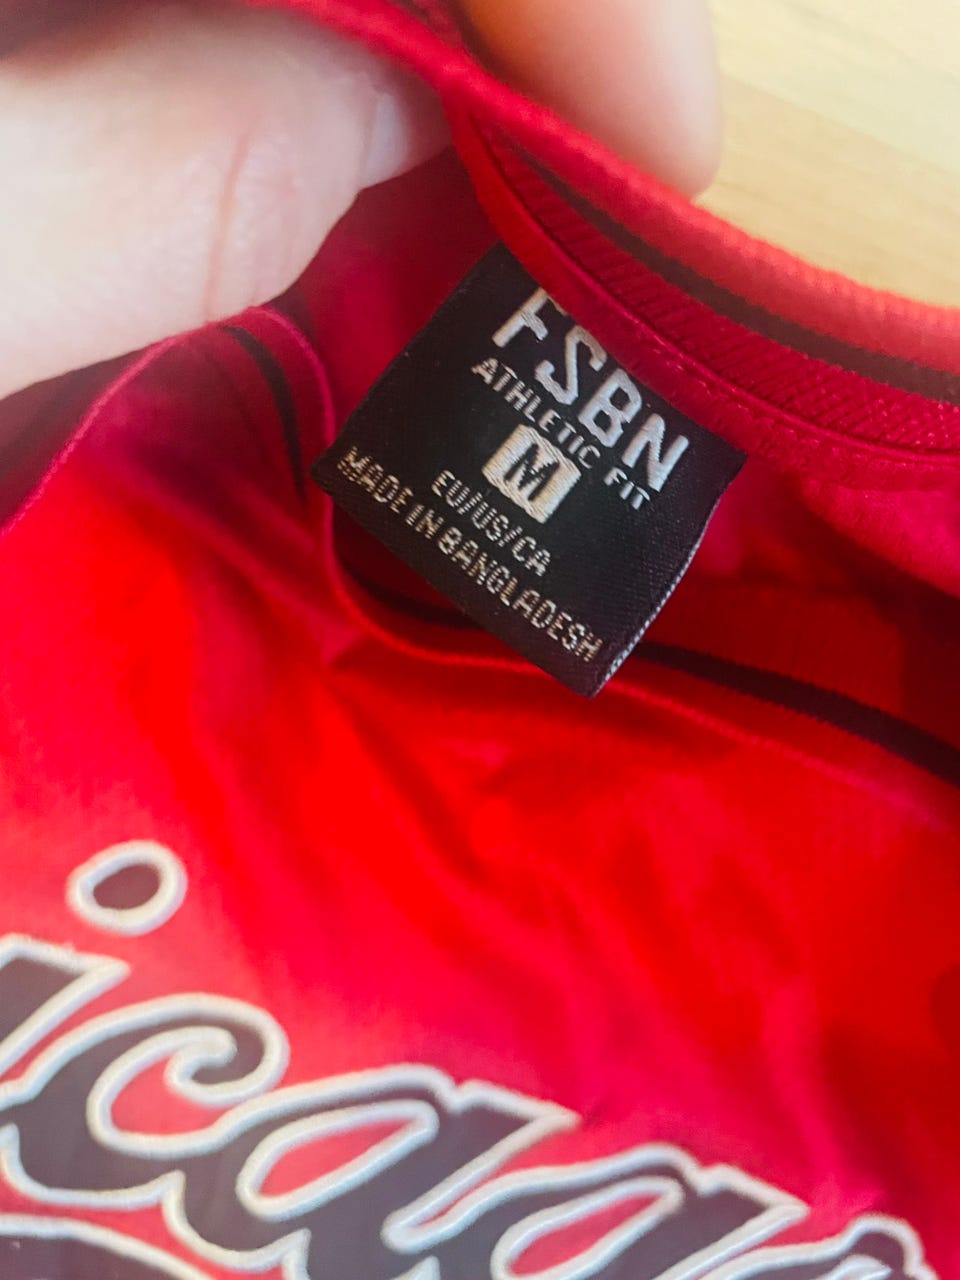 FSBN
ATHLETIC FIT
M
EU/US/CA
MADE IN BANGLADESH